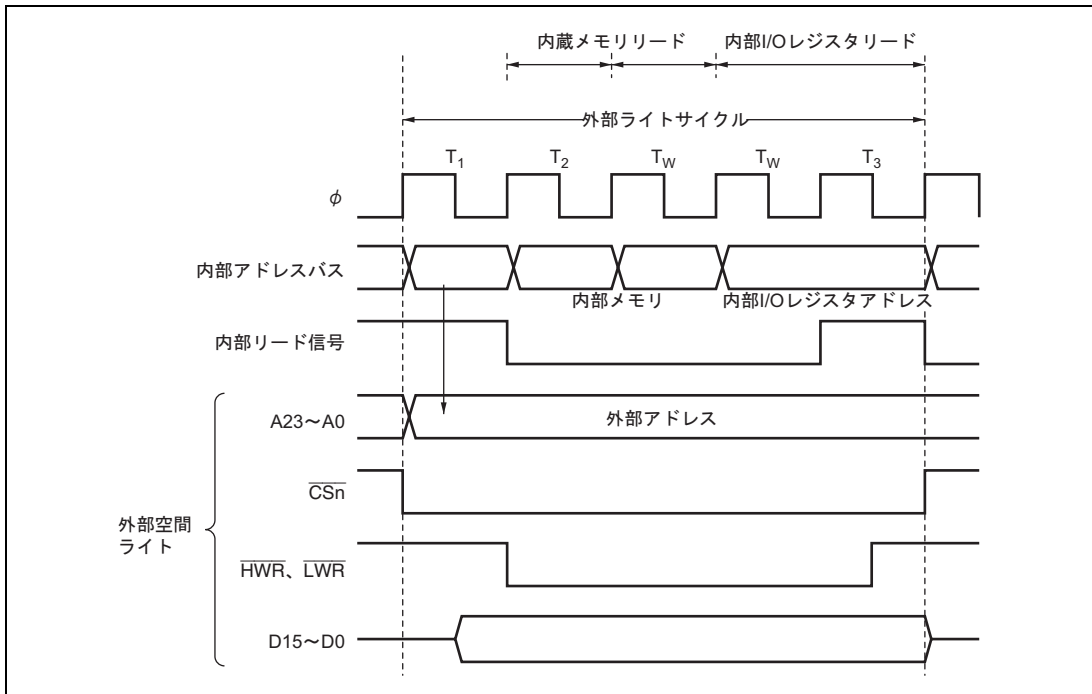 内蔵メモリリード 内部I/Oレジスタリード
外部ライトサイクル
T1 T2 TW TW T3
φ
内部アドレスバス
内部メモリ 内部I/Oレジスタアドレス
内部リード信号
A23～A0 外部アドレス
CSn
外部空間
ライト
HWR、LWR
D15～D0